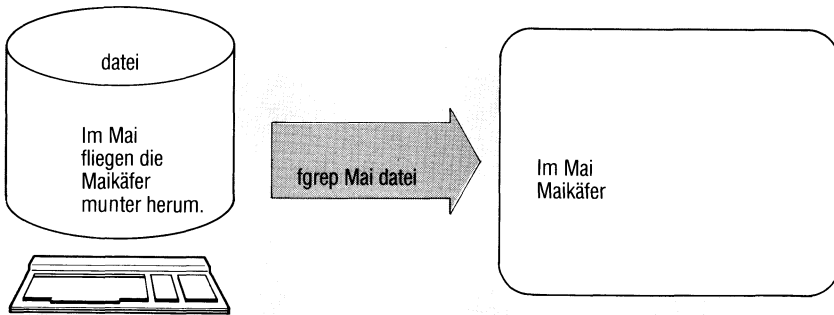 datei
Im Mai
fliegen die
Maikäfer
munter herum.
fgrep Mai datei
Im Mai
Maikäfer